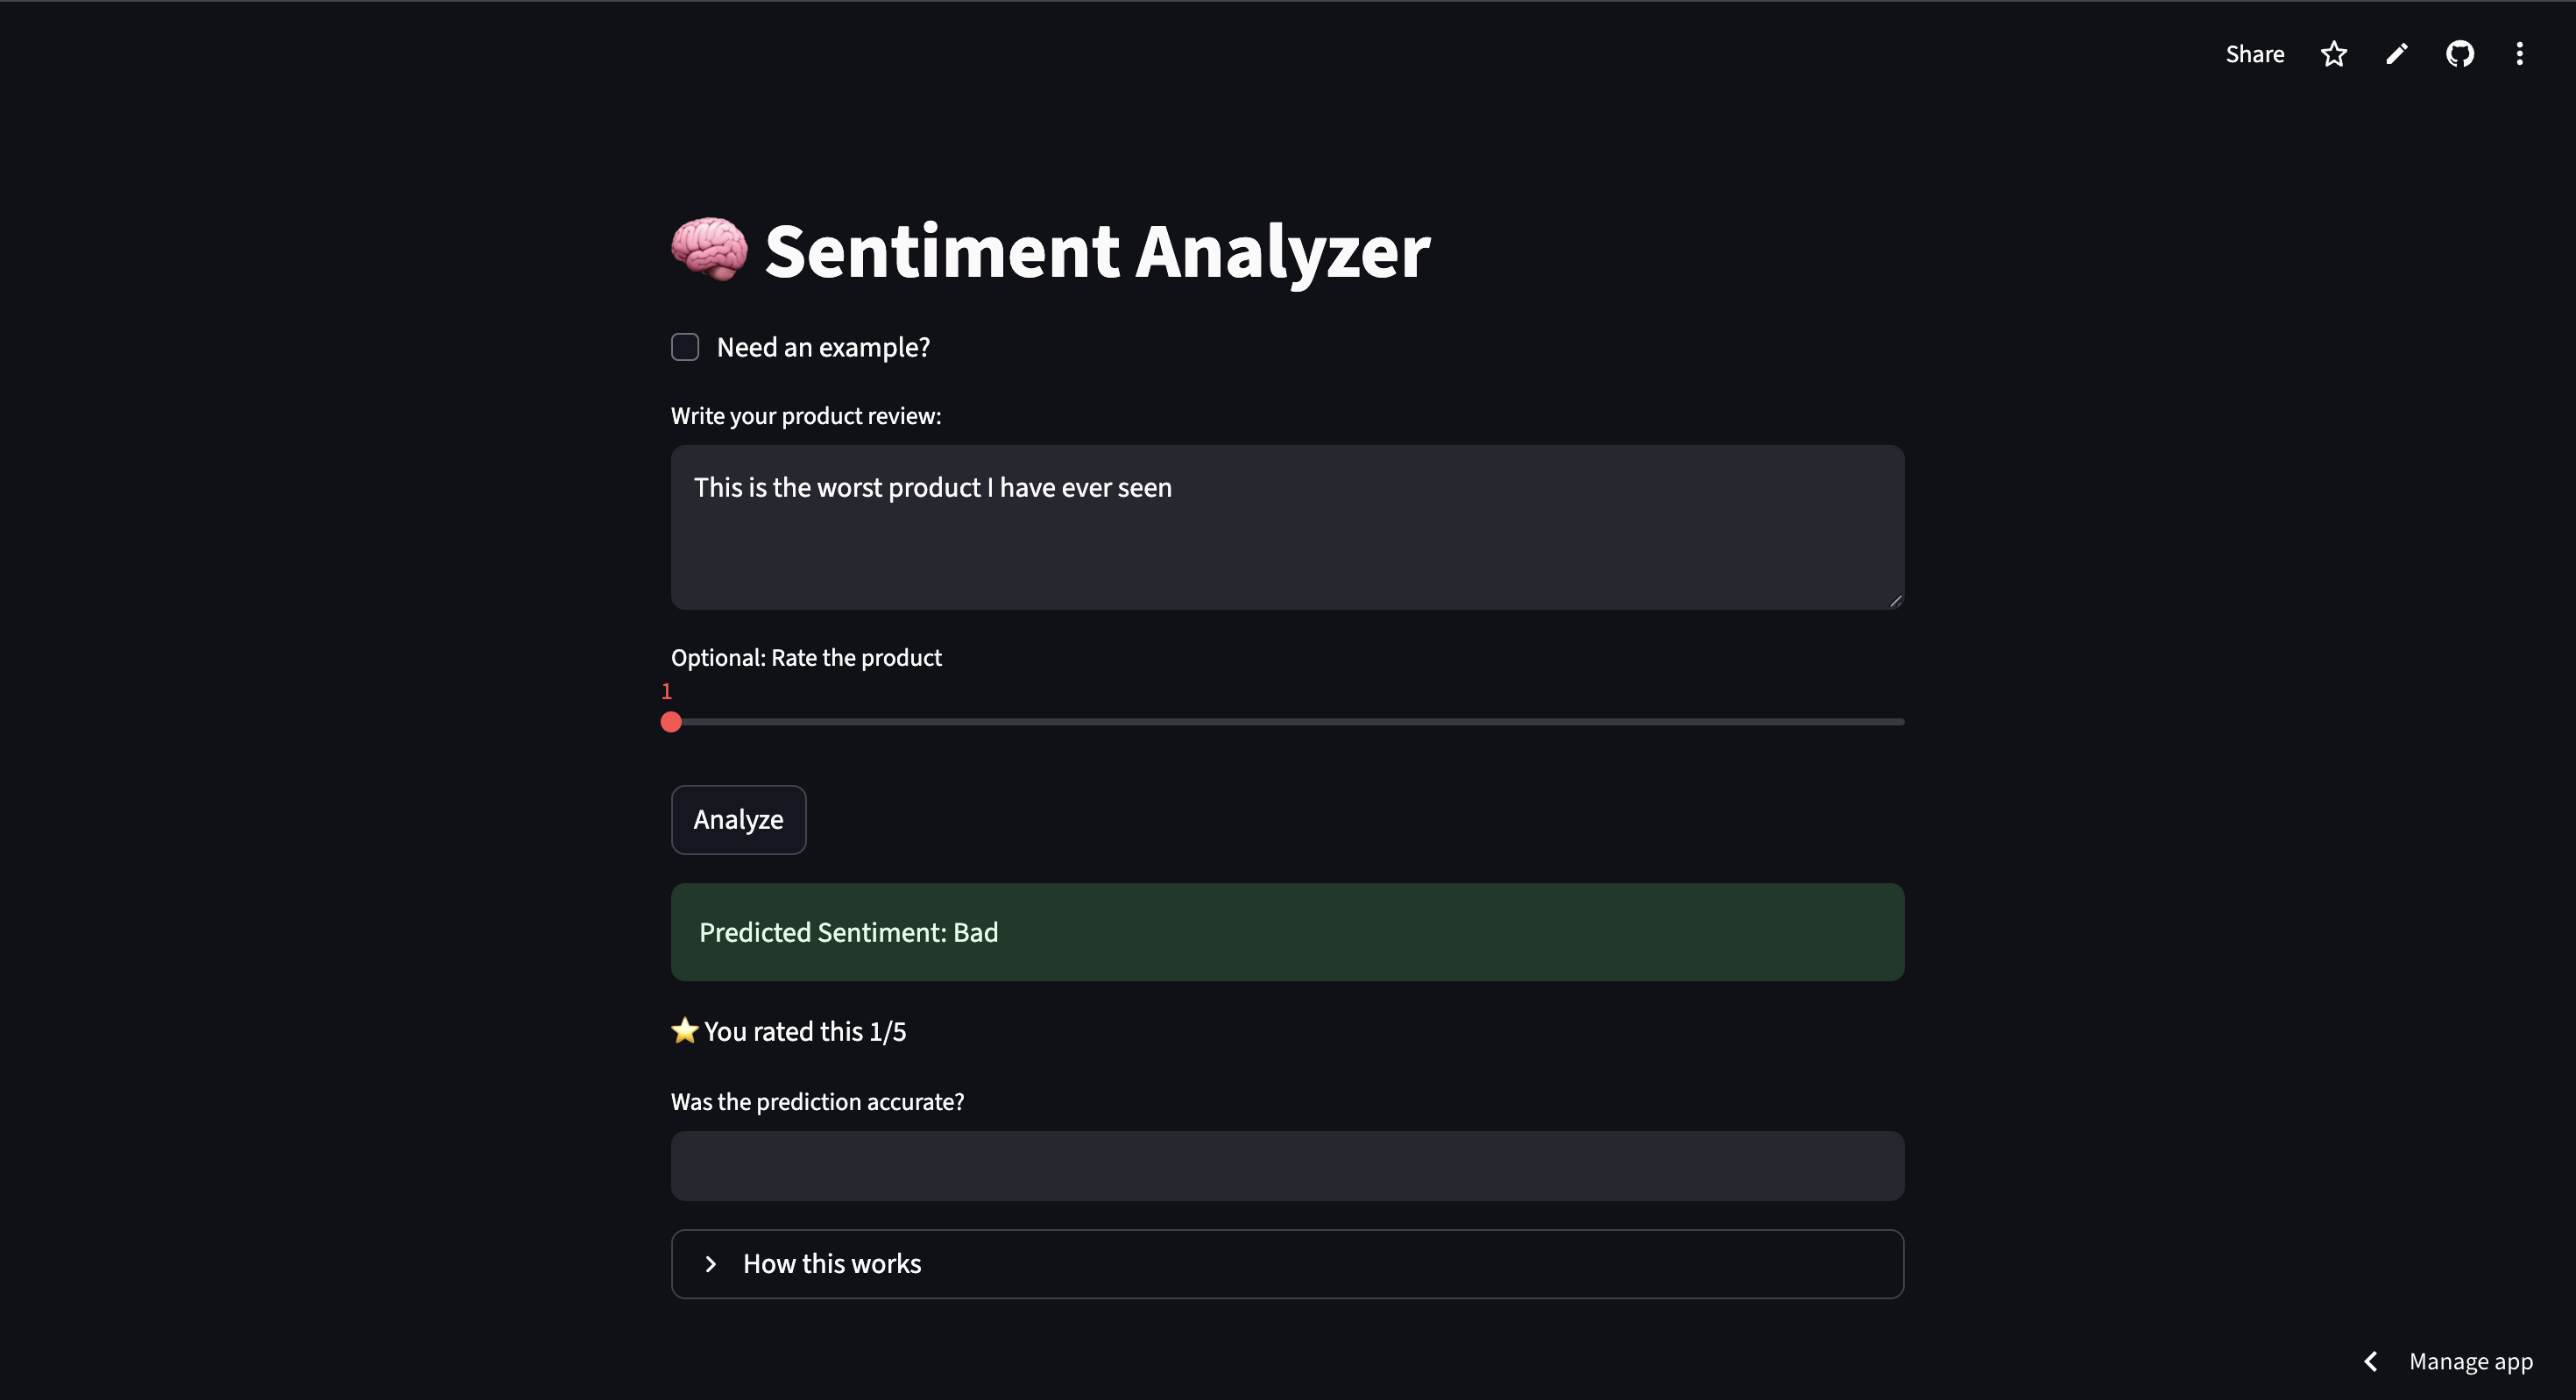 Share
Sentiment Analyzer
Need an example?
Write your product review:
This is the worst product I have ever seen
Optional: Rate the product
1
Analyze
Predicted Sentiment: Bad
You rated this 1/5
Was the prediction accurate?
How this works
Manage app